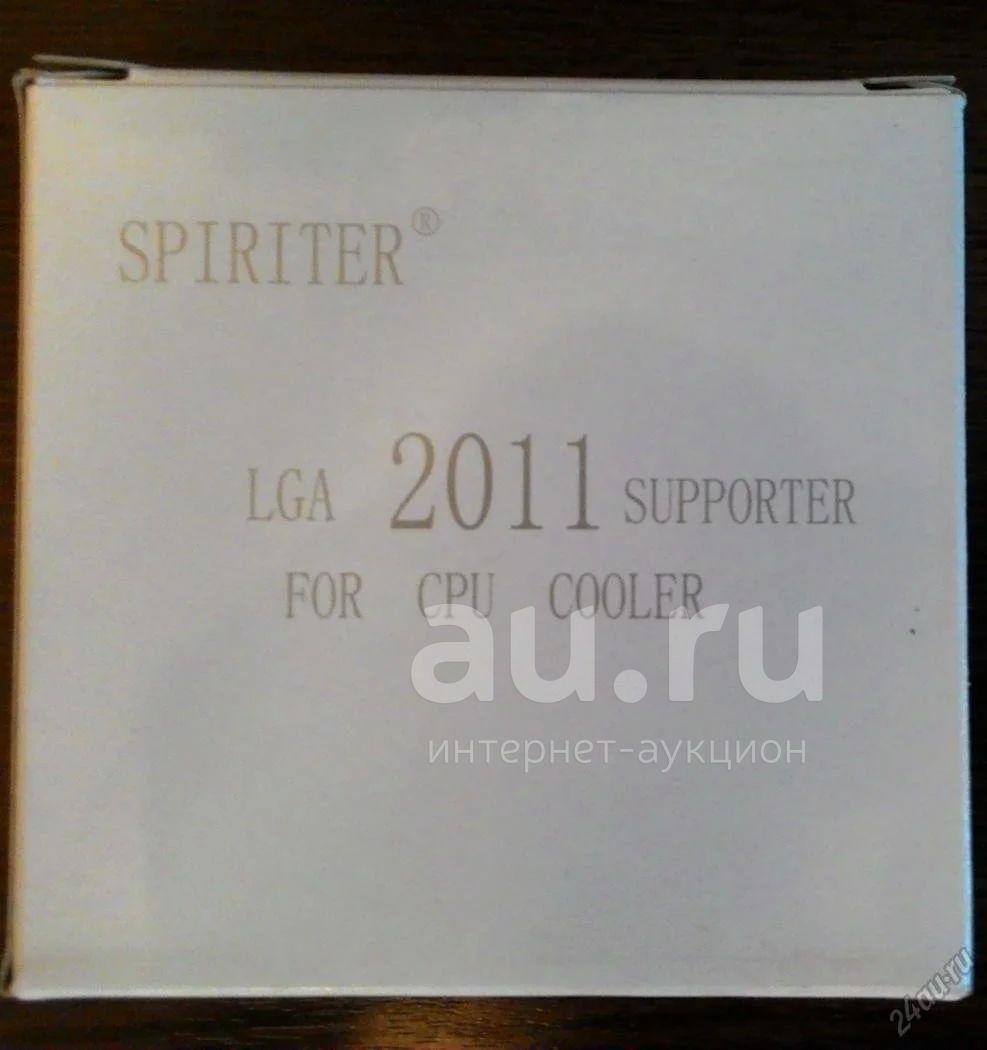 SPIRITER®
LGA 2011 SUPPORTER
FOR CPU COOLER
au.ru
интернет-аукцион
24au.ru